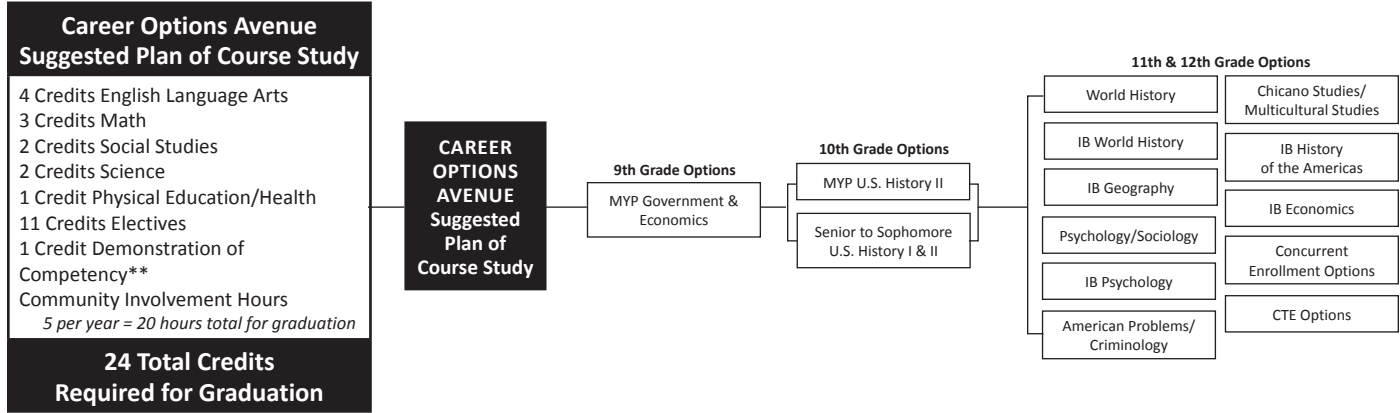 Career Options Avenue
Suggested Plan of Course Study
4 Credits English Language Arts
3 Credits Math
2 Credits Social Studies
2 Credits Science
1 Credit Physical Education/Health
11 Credits Electives
1 Credit Demonstration of
Competency**
Community Involvement Hours
5 per year = 20 hours total for graduation
24 Total Credits
Required for Graduation
CAREER
OPTIONS
AVENUE
Suggested
Plan of
Course Study
9th Grade Options
MYP Government &
Economics
10th Grade Options
MYP U.S. History II
Senior to Sophomore
U.S. History I & II
11th & 12th Grade Options
World History
IB World History
IB Geography
Psychology/Sociology
IB Psychology
American Problems/
Criminology
Chicano Studies/
Multicultural Studies
IB History
of the Americas
IB Economics
Concurrent
Enrollment Options
CTE Options